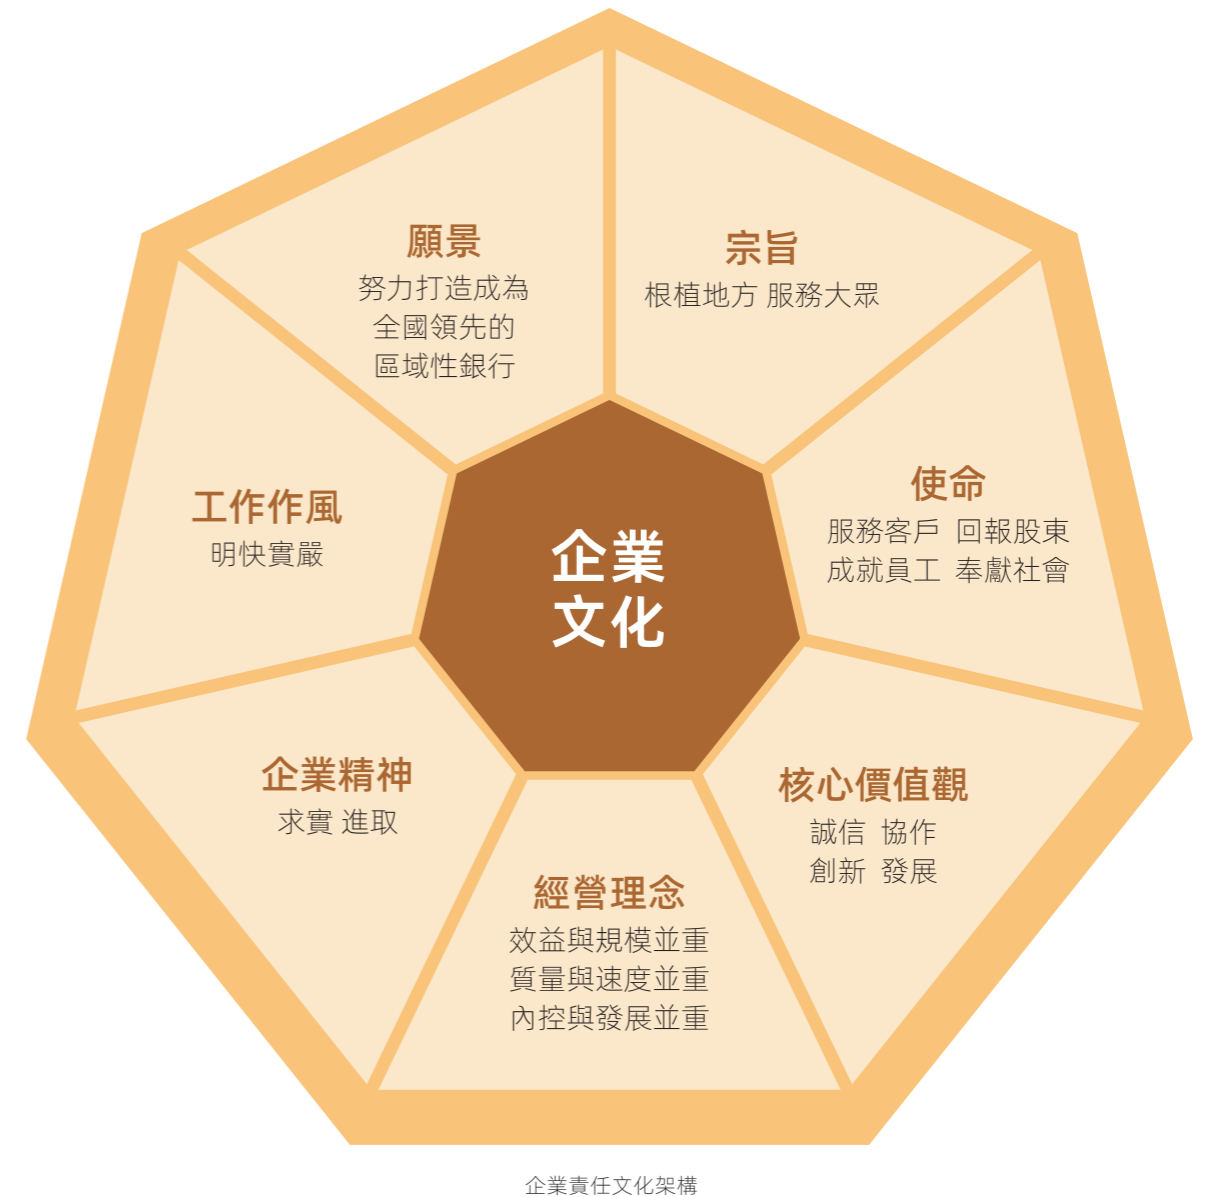 願景
努力打造成為
全國領先的
區域性銀行
宗旨
根植地方 服務大眾
使命
服務客戶 回報股東
成就員工 奉獻社會
工作作風
明快實嚴
企業
文化
企業精神
求實 進取
核心價值觀
誠信 協作
創新 發展
經營理念
效益與規模並重
質量與速度並重
內控與發展並重
企業責任文化架構